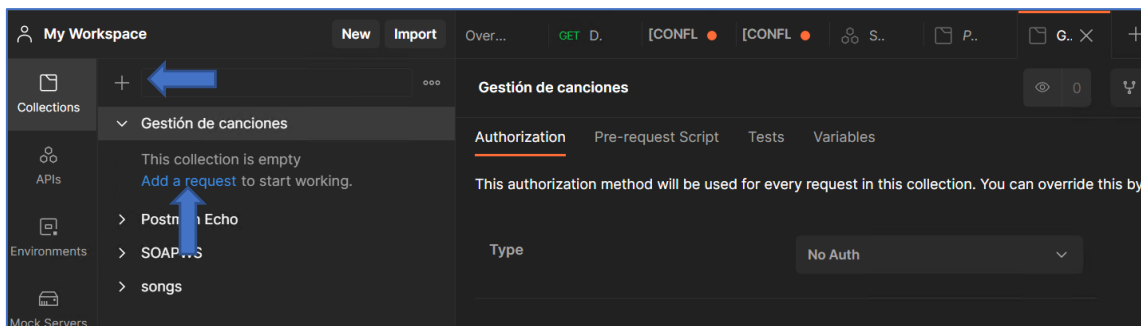 My Workspace
New
Import
Over...
GET D.
[CONFL
[CONFL
S..
P..
G..
Collections
Gestión de canciones
0
Gestión de canciones
Authorization
Pre-request Script
Tests
Variables
APIs
This collection is empty
Add a request to start working.
This authorization method will be used for every request in this collection. You can override this by
Postman Echo
Environments
SOAPWS
Type
No Auth
songs
Mock Servers